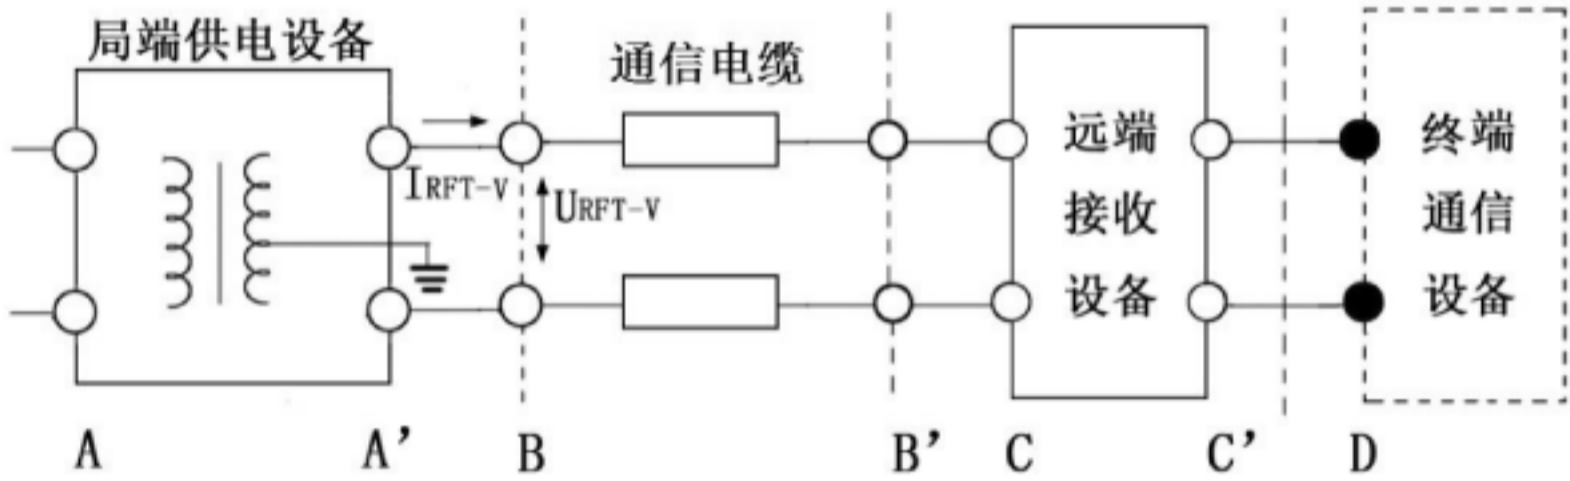 局端供电设备
通信电缆
IRFT-V
URFT-V
远端
接收
设备
终端
通信
设备
A
A'
B
B'
C
C'
D